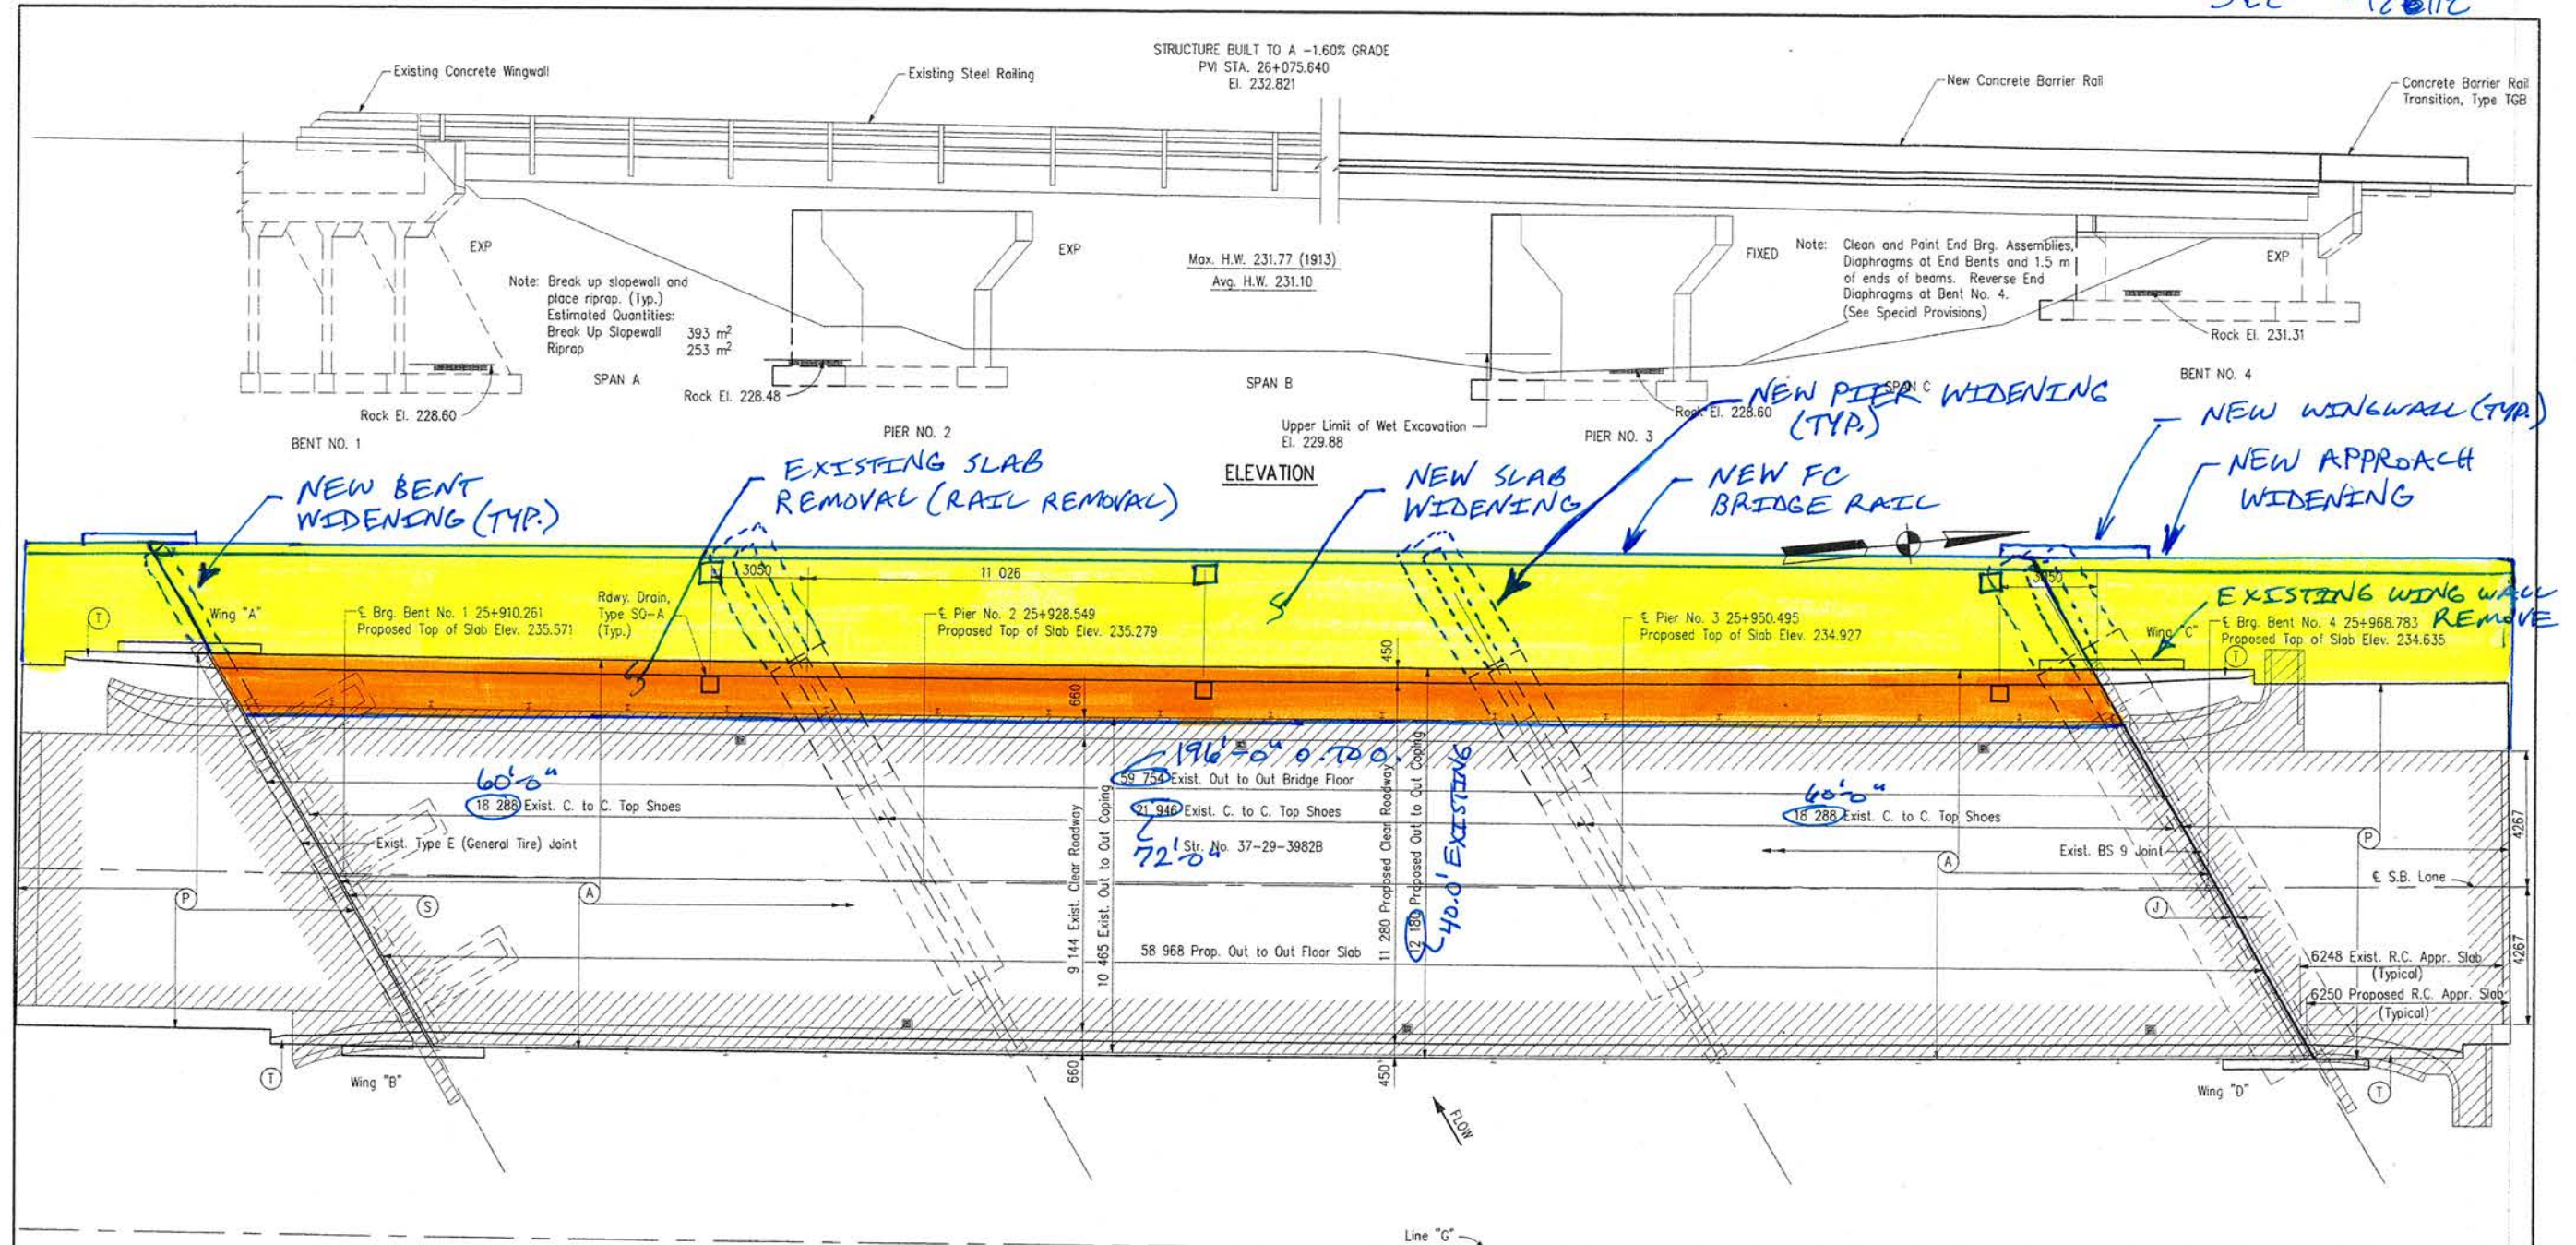 126112
STRUCTURE BUILT TO A -1.60% GRADE
PVI STA. 26+075.640
El. 232.821
Existing Concrete Wingwall
Existing Steel Railing
New Concrete Barrier Rail
Concrete Barrier Rail
Transition, Type TGB
EXP
Note: Break up slopewall and
place riprap. (Typ.)
Estimated Quantities:
Break Up Slopewall 393 m²
Riprap 253 m²
EXP
Max. H.W. 231.77 (1913)
Avg. H.W. 231.10
FIXED
Note: Clean and Paint End Brg. Assemblies,
Diaphragms at End Bents and 1.5 m
of ends of beams. Reverse End
Diaphragms at Bent No. 4.
(See Special Provisions)
EXP
Rock El. 231.31
SPAN A
SPAN B
SPAN C
BENT NO. 4
Rock El. 228.60
Rock El. 228.48
Rock El. 228.60
BENT NO. 1
PIER NO. 2
Upper Limit of Wet Excavation
El. 229.88
PIER NO. 3
ELEVATION
NEW PIER WIDENING
(TYP.)
NEW WINGWALL (TYP.)
NEW BENT
WIDENING (TYP.)
EXISTING SLAB
REMOVAL (RAIL REMOVAL)
NEW SLAB
WIDENING
NEW FC
BRIDGE RAIL
NEW APPROACH
WIDENING
3050
11 026
3050
T
Wing "A"
℄ Brg. Bent No. 1 25+910.261
Proposed Top of Slab Elev. 235.571
Rdwy. Drain,
Type SQ-A
(Typ.)
℄ Pier No. 2 25+928.549
Proposed Top of Slab Elev. 235.279
450
℄ Pier No. 3 25+950.495
Proposed Top of Slab Elev. 234.927
Wing "C"
EXISTING WING WALL
REMOVE
℄ Brg. Bent No. 4 25+968.783
Proposed Top of Slab Elev. 234.635
T
660
196'-0" O. TO O.
59 754 Exist. Out to Out Bridge Floor
60'-0"
18 288 Exist. C. to C. Top Shoes
21 946 Exist. C. to C. Top Shoes
72'-0"
Str. No. 37-29-3982B
60'-0"
18 288 Exist. C. to C. Top Shoes
Exist. Type E (General Tire) Joint
Exist. BS 9 Joint
9 144 Exist. Clear Roadway
10 465 Exist. Out to Out Coping
11 280 Proposed Clear Roadway
12 180 Proposed Out to Out Coping
40.0' EXISTING
P
S
A
A
P
J
4267
4267
℄ S.B. Lane
58 968 Prop. Out to Out Floor Slab
6248 Exist. R.C. Appr. Slab
(Typical)
6250 Proposed R.C. Appr. Slab
(Typical)
660
450
T
Wing "B"
Wing "D"
T
FLOW
Line "G"